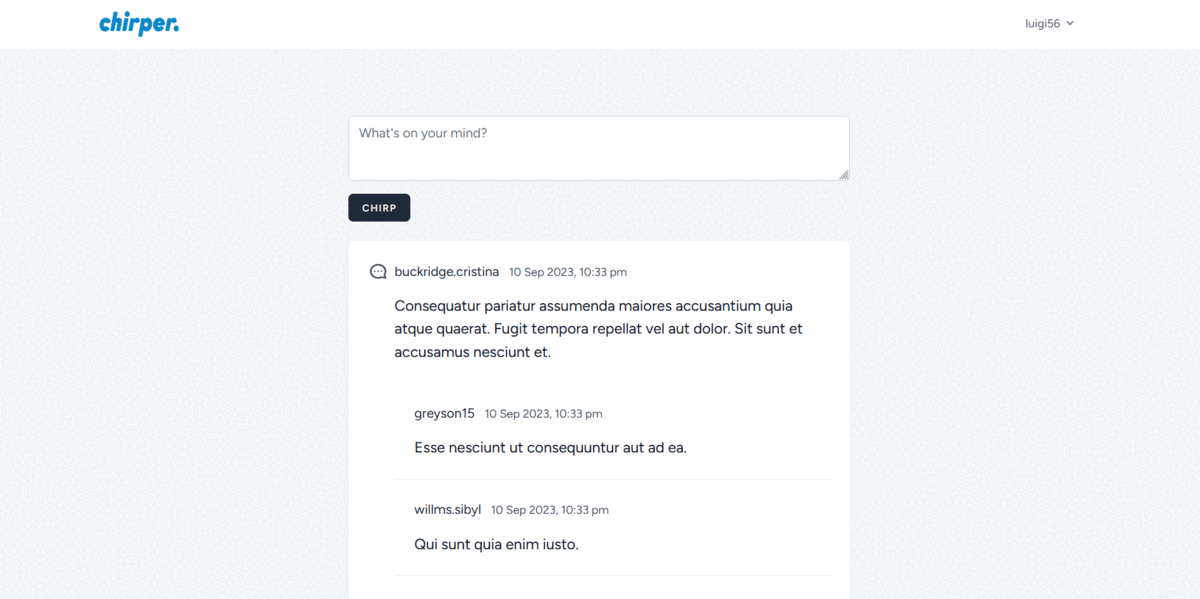 chirper.
luigi56
What's on your mind?
CHIRP
buckridge.cristina 10 Sep 2023, 10:33 pm
Consequatur pariatur assumenda maiores accusantium quia
atque quaerat. Fugit tempora repellat vel aut dolor. Sit sunt et
accusamus nesciunt et.
greyson15 10 Sep 2023, 10:33 pm
Esse nesciunt ut consequuntur aut ad ea.
willms.sibyl 10 Sep 2023, 10:33 pm
Qui sunt quia enim iusto.